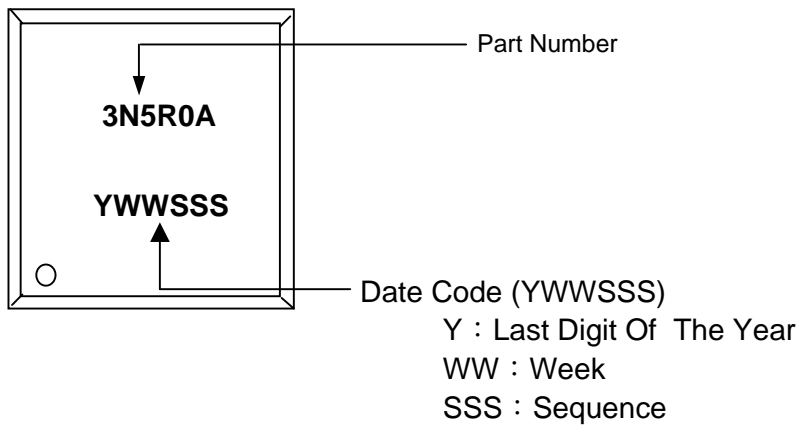 Part Number
3N5R0A
YWWSSS
Date Code (YWWSSS)
Y：Last Digit Of The Year
WW：Week
SSS：Sequence